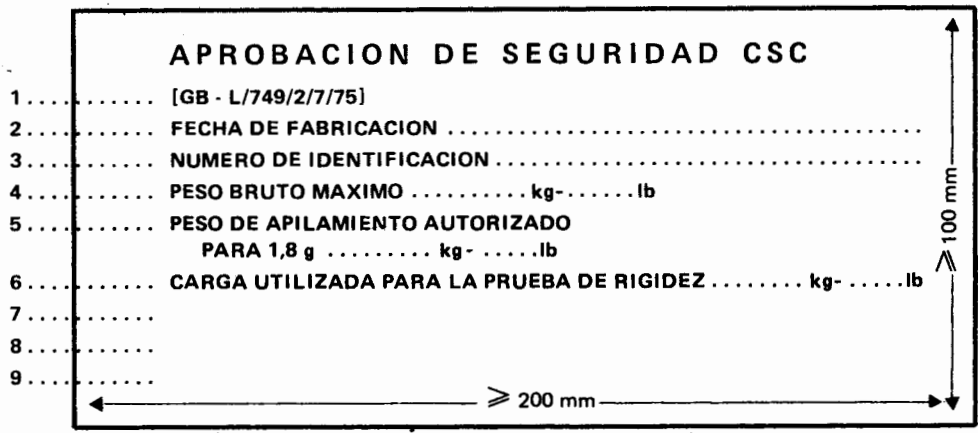 APROBACION DE SEGURIDAD CSC
1 . . . . . . . . . . . . [GB - L/749/2/7/75]
2 . . . . . . . . . . . . FECHA DE FABRICACION . . . . . . . . . . . . . . . . . . . . . . . . . . . . . . . . . . . . . . .
3 . . . . . . . . . . . . NUMERO DE IDENTIFICACION . . . . . . . . . . . . . . . . . . . . . . . . . . . . . . . . . . .
4 . . . . . . . . . . . . PESO BRUTO MAXIMO . . . . . . . . . . kg- . . . . . . lb
5 . . . . . . . . . . . . PESO DE APILAMIENTO AUTORIZADO
PARA 1,8 g . . . . . . . . . kg- . . . . . lb
6 . . . . . . . . . . . . CARGA UTILIZADA PARA LA PRUEBA DE RIGIDEZ . . . . . . . . kg- . . . . . lb
7 . . . . . . . . . . . .
8 . . . . . . . . . . . .
9 . . . . . . . . . . . .
⩾ 200 mm
⩾ 100 mm